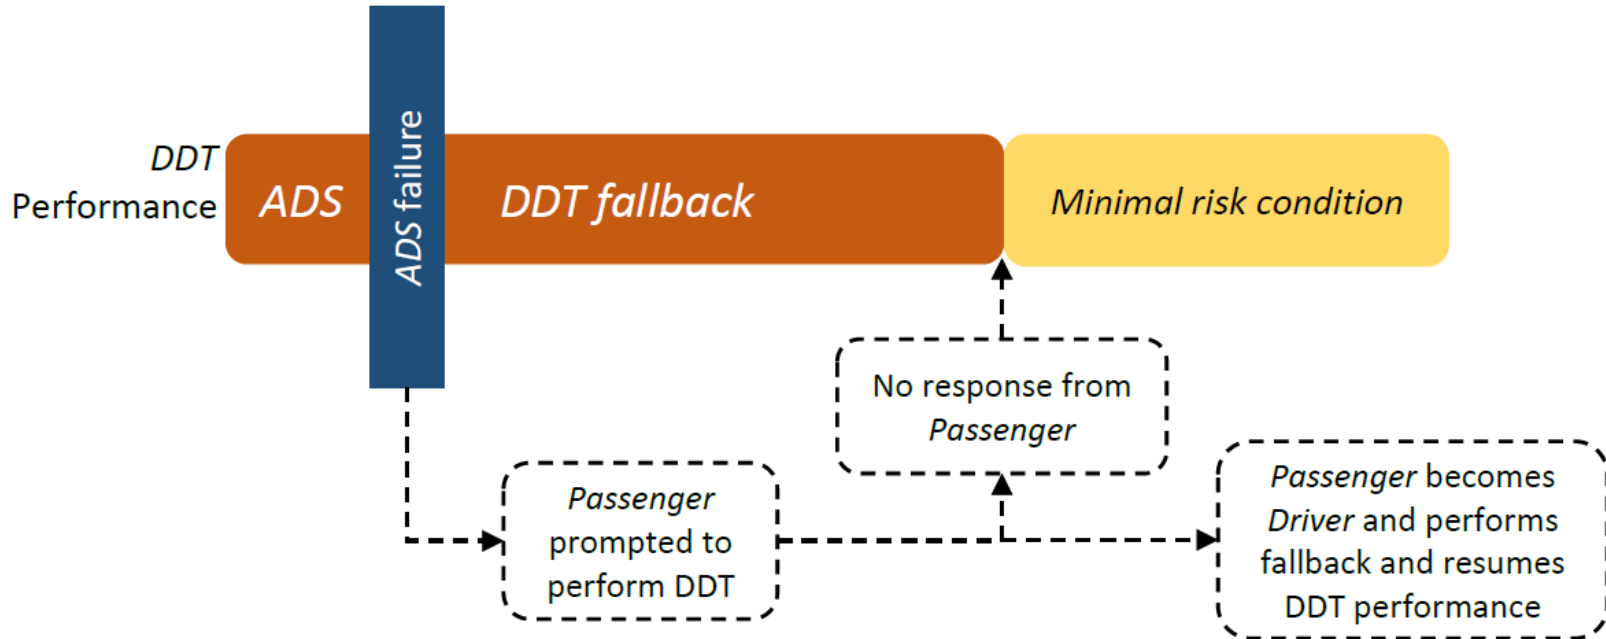 DDT
Performance
ADS
ADS failure
DDT fallback
Minimal risk condition
No response from
Passenger
Passenger
prompted to
perform DDT
Passenger becomes
Driver and performs
fallback and resumes
DDT performance